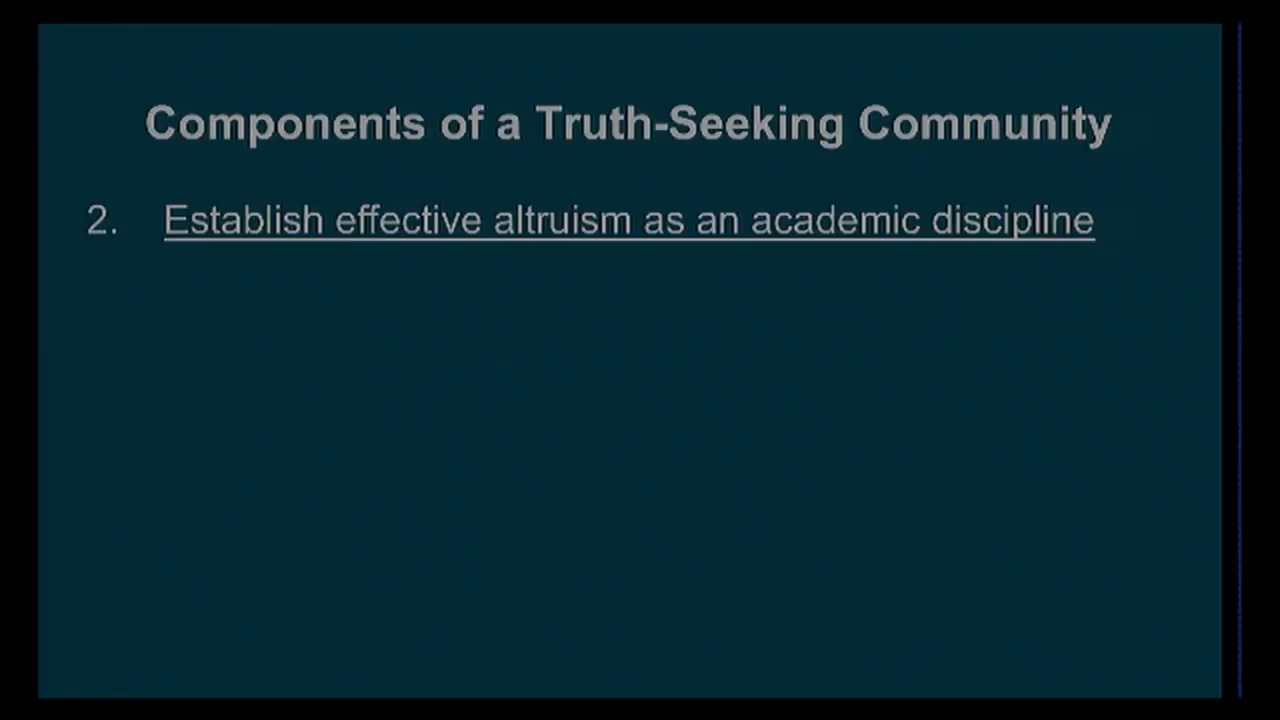 Components of a Truth-Seeking Community
2. Establish effective altruism as an academic discipline